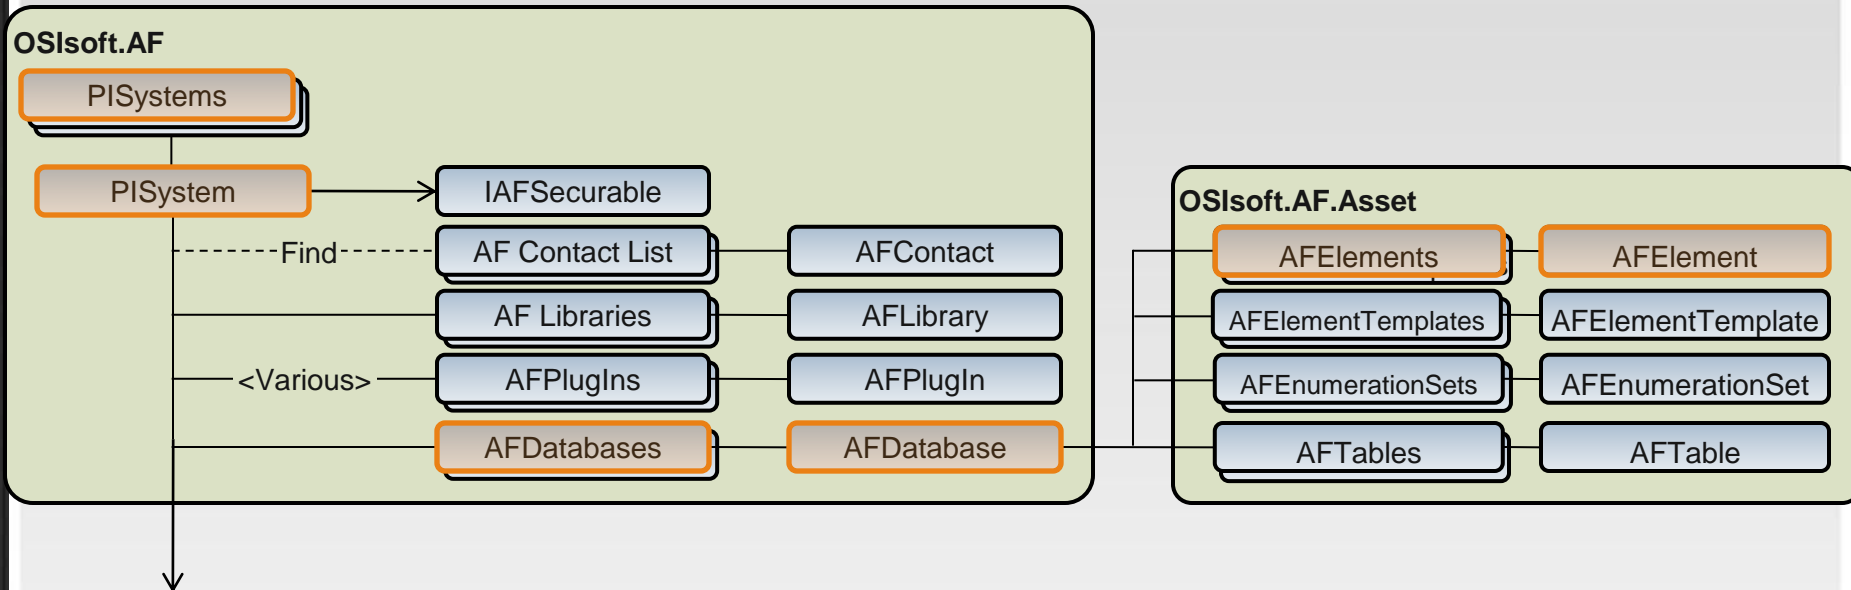 OSIsoft.AF
PISystems
PISystem
IAFSecurable
Find
AF Contact List
AFContact
AF Libraries
AFLibrary
<Various>
AFPlugIns
AFPlugIn
AFDatabases
AFDatabase
OSIsoft.AF.Asset
AFElements
AFElement
AFElementTemplates
AFElementTemplate
AFEnumerationSets
AFEnumerationSet
AFTables
AFTable